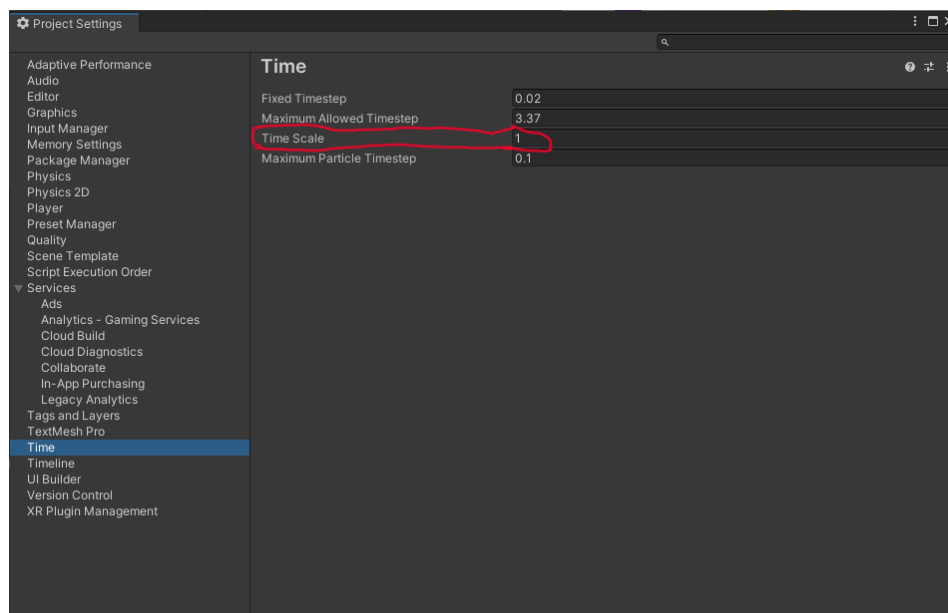 Project Settings
Adaptive Performance
Audio
Editor
Graphics
Input Manager
Memory Settings
Package Manager
Physics
Physics 2D
Player
Preset Manager
Quality
Scene Template
Script Execution Order
Services
Ads
Analytics - Gaming Services
Cloud Build
Cloud Diagnostics
Collaborate
In-App Purchasing
Legacy Analytics
Tags and Layers
TextMesh Pro
Time
Timeline
UI Builder
Version Control
XR Plugin Management
Time
Fixed Timestep 0.02
Maximum Allowed Timestep 3.37
Time Scale 1
Maximum Particle Timestep 0.1